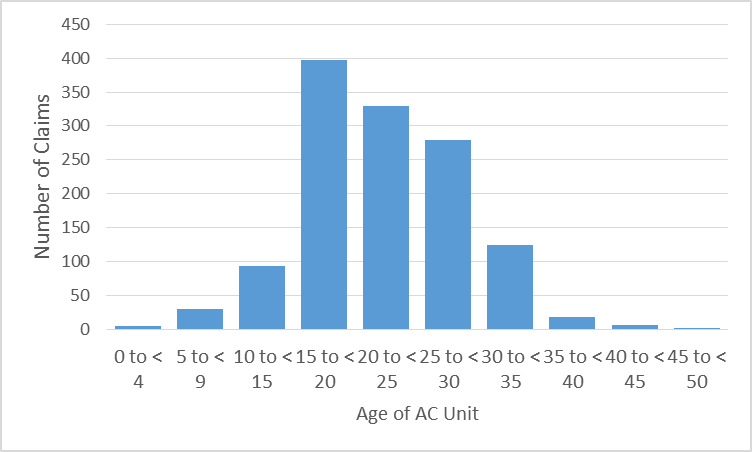 450
400
350
300
250
200
150
100
50
0
Number of Claims
0 to < 5 to < 10 to < 15 to < 20 to < 25 to < 30 to < 35 to < 40 to < 45 to <
4 9 15 20 25 30 35 40 45 50
Age of AC Unit